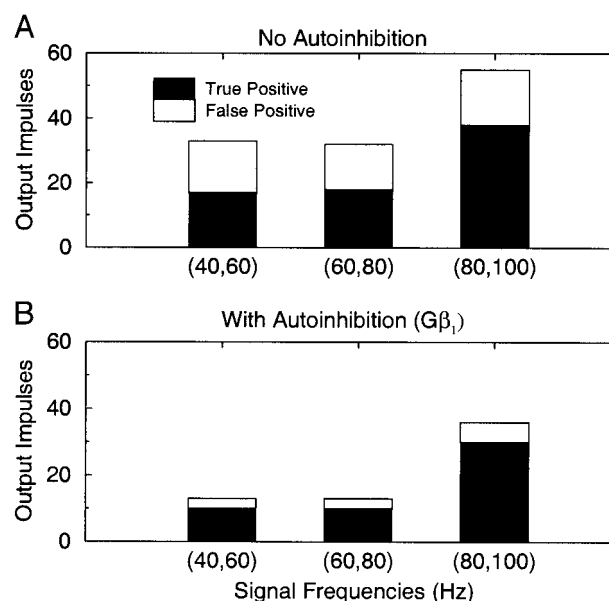 A
No Autoinhibition
60
40
20
0
Output Impulses
True Positive
False Positive
(40,60) (60,80) (80,100)
B
With Autoinhibition (Gβ₁)
60
40
20
0
Output Impulses
(40,60) (60,80) (80,100)
Signal Frequencies (Hz)